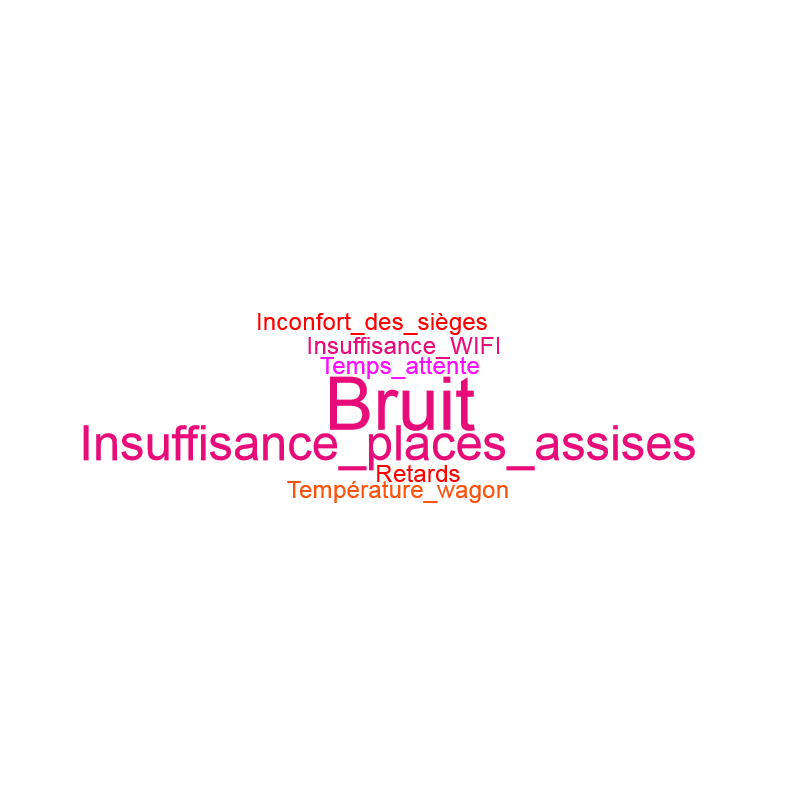 Inconfort_des_sièges
Insuffisance_WIFI
Temps_attente
Bruit
Insuffisance_places_assises
Retards
Température_wagon